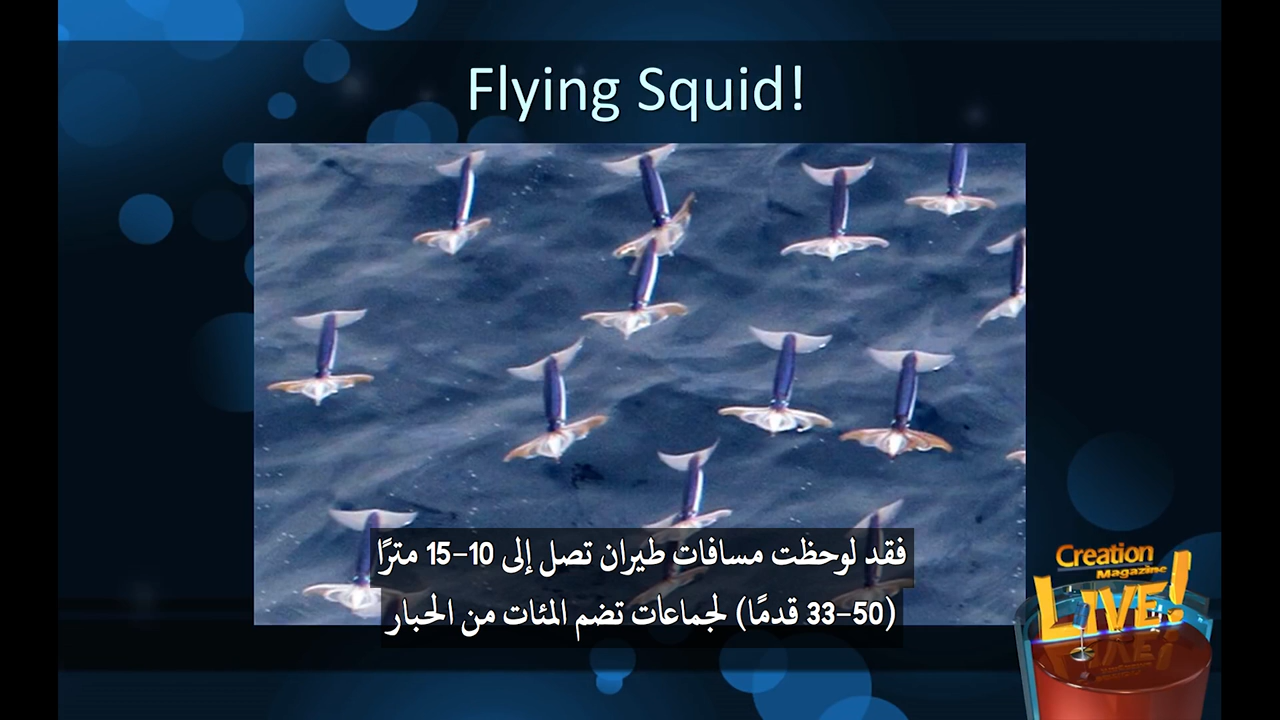 Flying Squid!
فقد لوحظت مسافات طيران تصل إلى 10-15 مترًا
(33-50 قدمًا) لجماعات تضم المئات من الحبار
Creation
Magazine
LIVE!